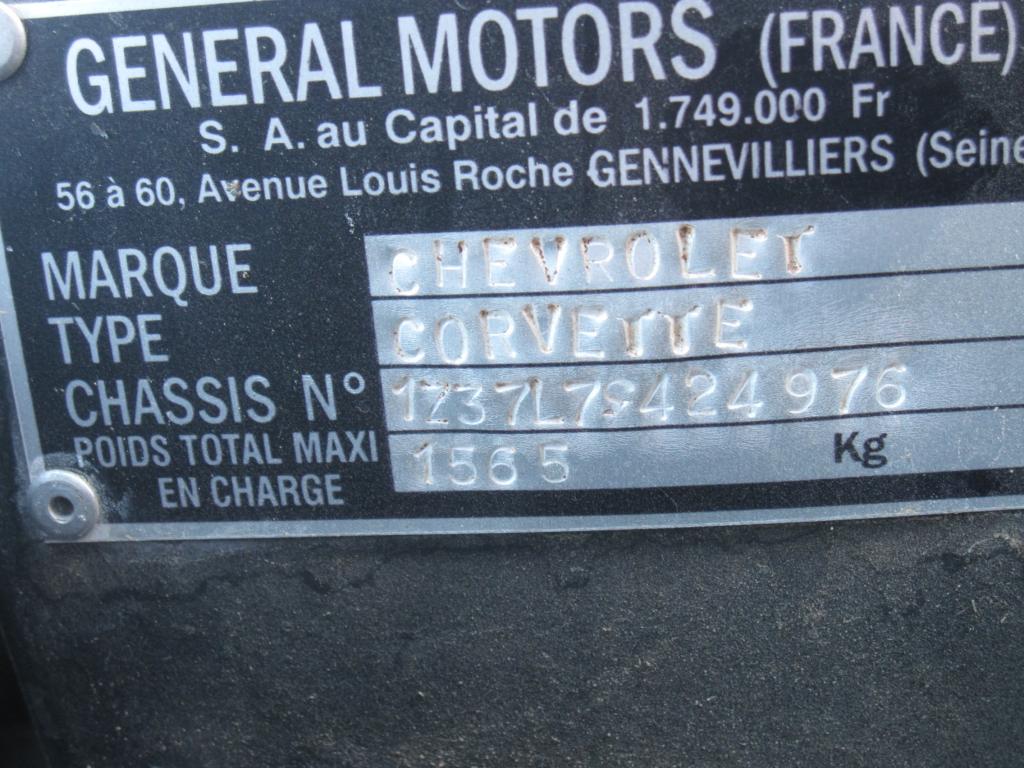 GENERAL MOTORS (FRANCE)
S. A. au Capital de 1.749.000 Fr
56 à 60, Avenue Louis Roche GENNEVILLIERS (Seine
MARQUE CHEVROLET
TYPE CORVETTE
CHASSIS N° 1Z37L7S424976
POIDS TOTAL MAXI
EN CHARGE 1565 Kg